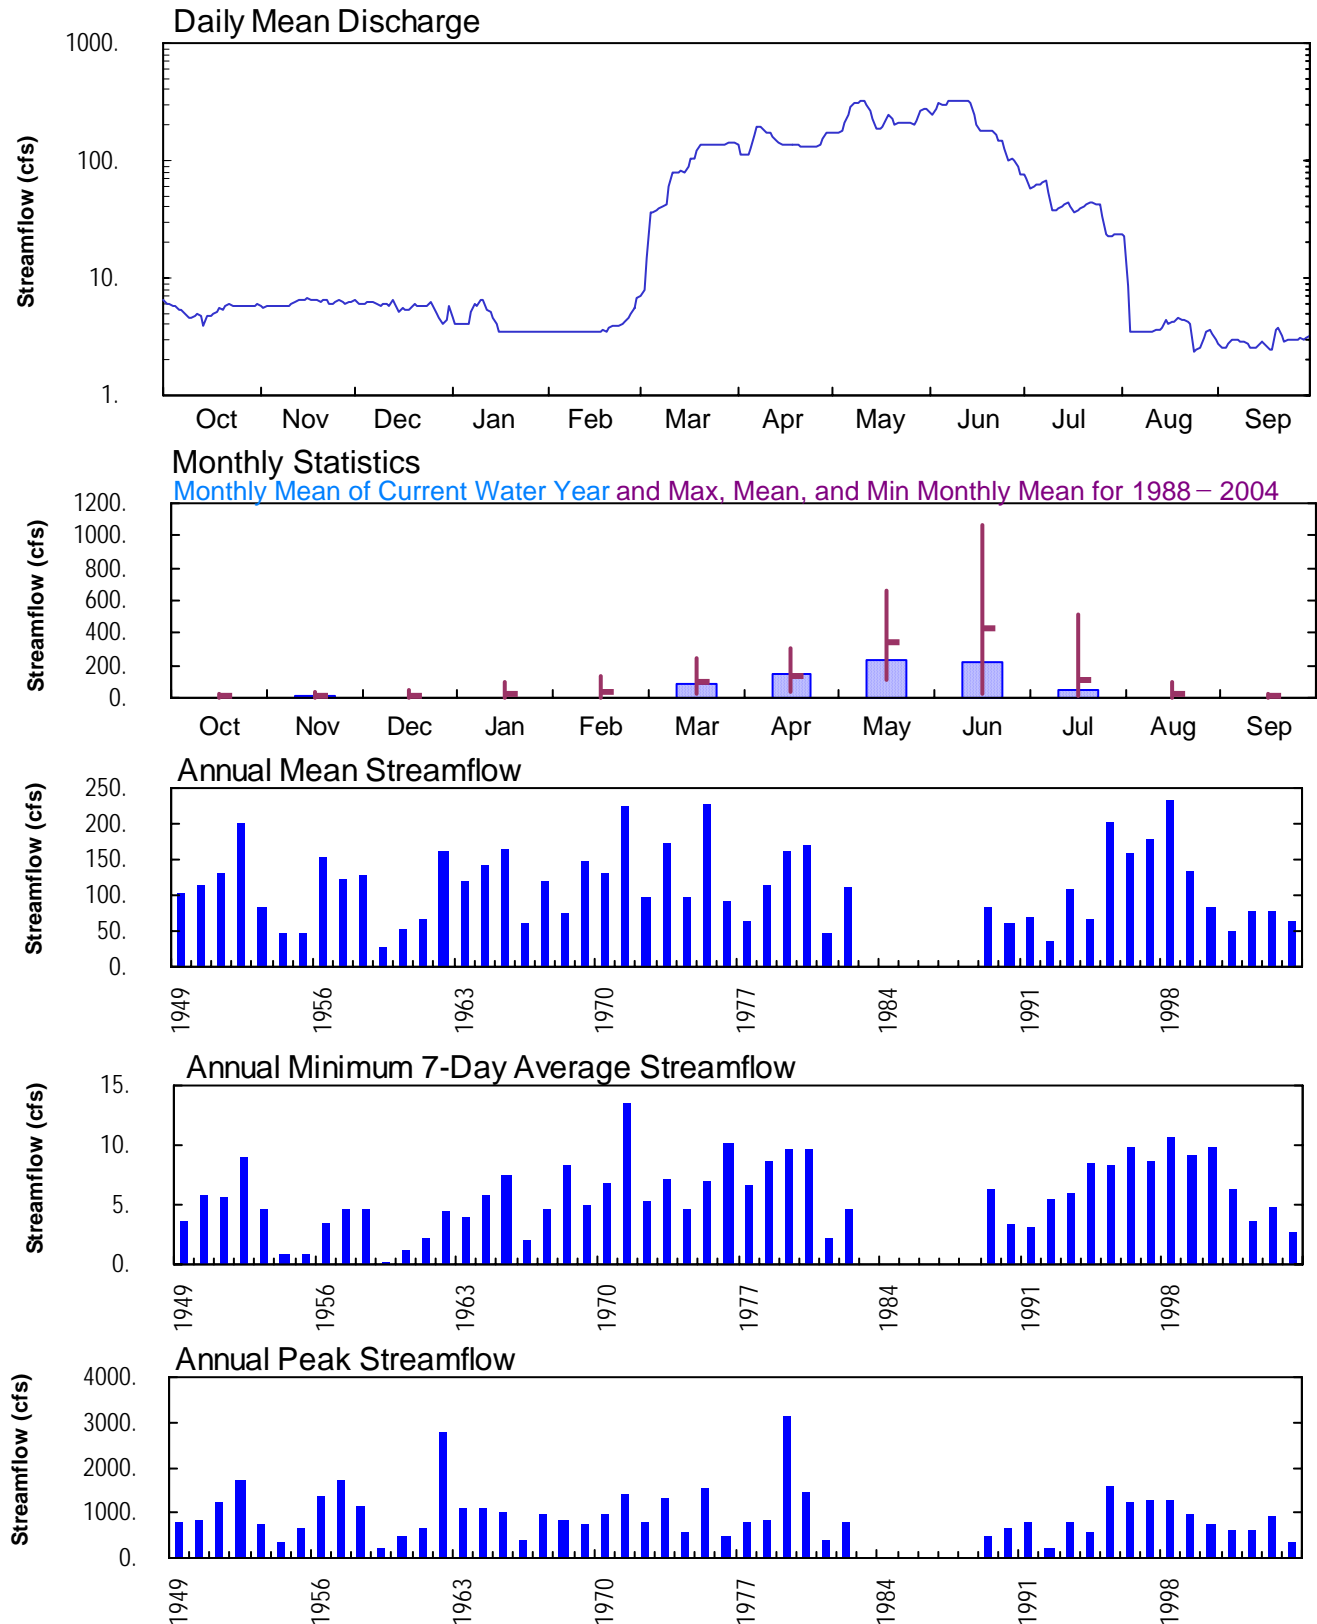 Daily Mean Discharge
Streamflow (cfs)
1000.
100.
10.
1.
Oct Nov Dec Jan Feb Mar Apr May Jun Jul Aug Sep
Monthly Statistics
Monthly Mean of Current Water Year and Max, Mean, and Min Monthly Mean for 1988 – 2004
Streamflow (cfs)
1200.
1000.
800.
600.
400.
200.
0.
Oct Nov Dec Jan Feb Mar Apr May Jun Jul Aug Sep
Annual Mean Streamflow
Streamflow (cfs)
250.
200.
150.
100.
50.
0.
1949 1956 1963 1970 1977 1984 1991 1998
Annual Minimum 7-Day Average Streamflow
Streamflow (cfs)
15.
10.
5.
0.
1949 1956 1963 1970 1977 1984 1991 1998
Annual Peak Streamflow
Streamflow (cfs)
4000.
3000.
2000.
1000.
0.
1949 1956 1963 1970 1977 1984 1991 1998